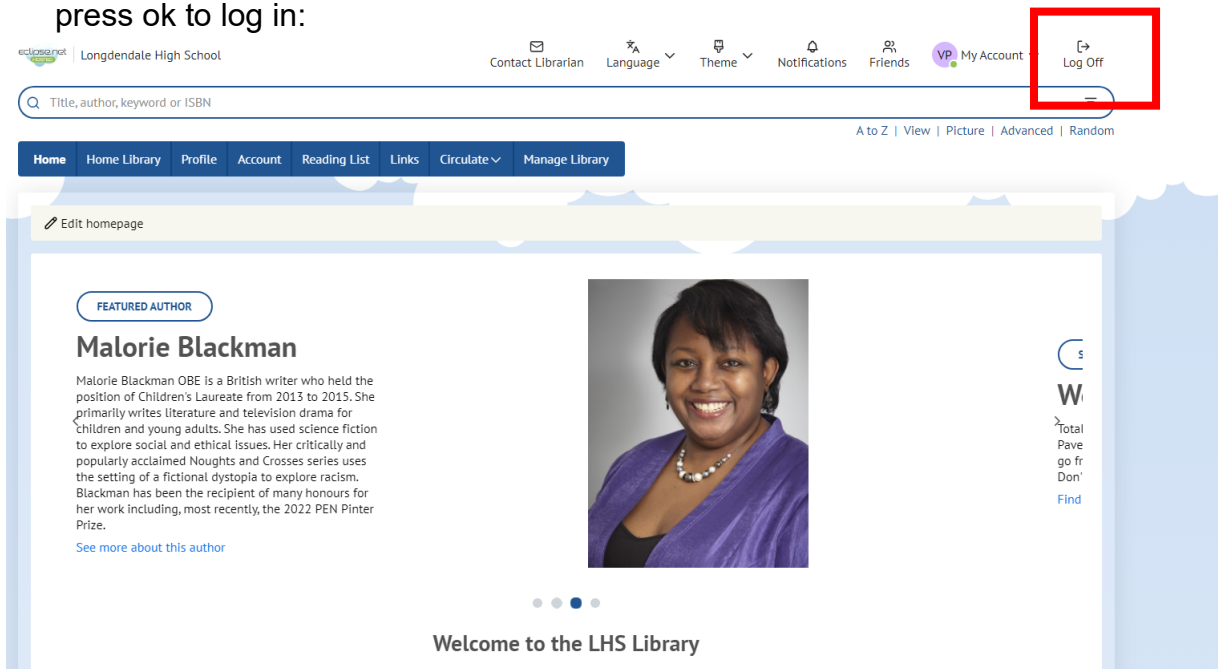 press ok to log in:
eclipse.net
HOSTED
Longdendale High School
Contact Librarian
Language
Theme
Notifications
Friends
VP
My Account
Log Off
Title, author, keyword or ISBN
A to Z | View | Picture | Advanced | Random
Home Home Library Profile Account Reading List Links Circulate Manage Library
Edit homepage
FEATURED AUTHOR
Malorie Blackman
Malorie Blackman OBE is a British writer who held the
position of Children's Laureate from 2013 to 2015. She
primarily writes literature and television drama for
children and young adults. She has used science fiction
to explore social and ethical issues. Her critically and
popularly acclaimed Noughts and Crosses series uses
the setting of a fictional dystopia to explore racism.
Blackman has been the recipient of many honours for
her work including, most recently, the 2022 PEN Pinter
Prize.
See more about this author
S
W
Total
Pave
go fr
Don'
Find
Welcome to the LHS Library